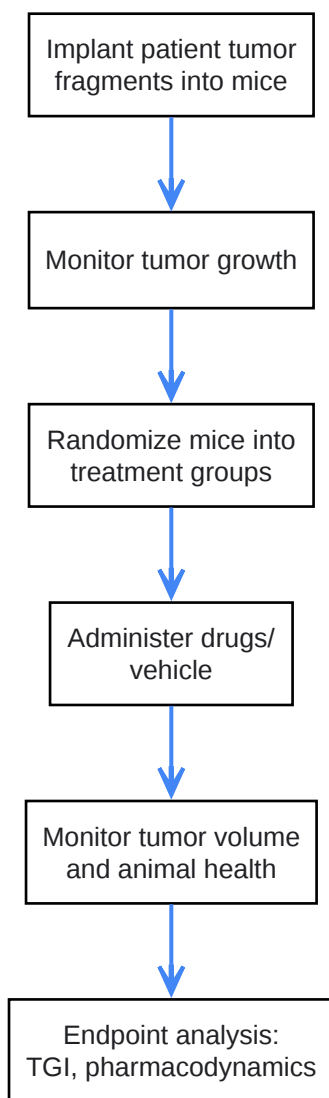 Implant patient tumor
fragments into mice
Monitor tumor growth
Randomize mice into
treatment groups
Administer drugs/
vehicle
Monitor tumor volume
and animal health
Endpoint analysis:
TGI, pharmacodynamics